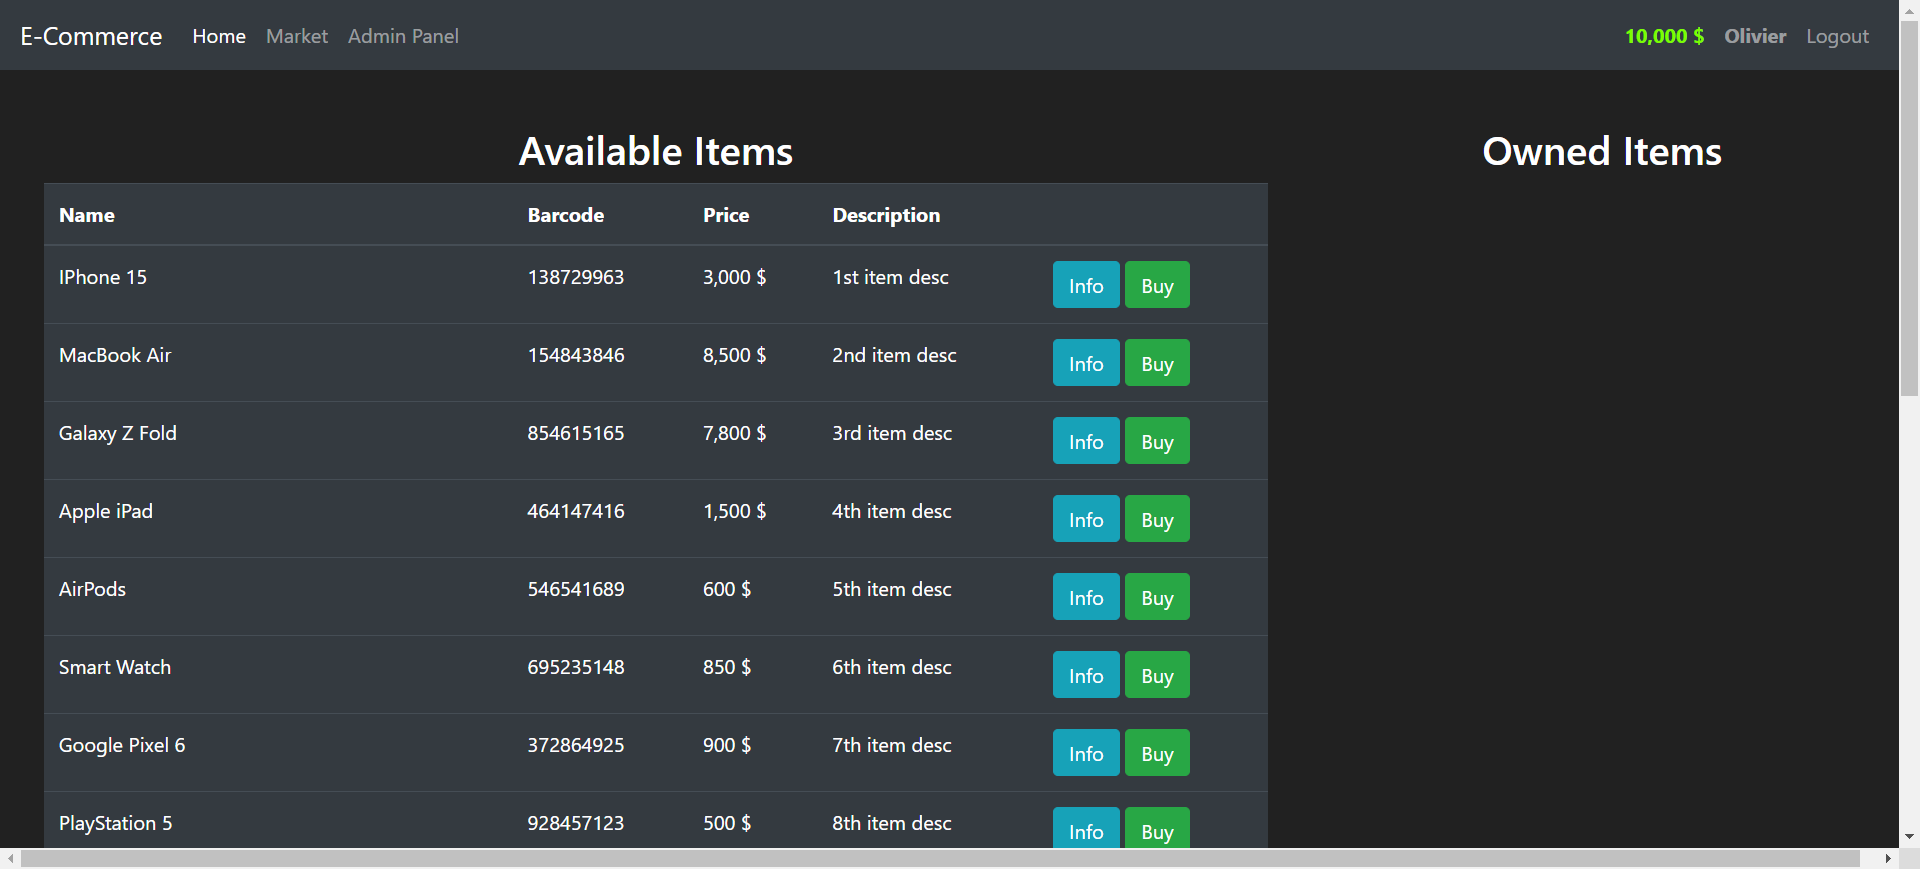 E-Commerce Home Market Admin Panel 10,000 $ Olivier Logout
Available Items
Owned Items
Name Barcode Price Description
IPhone 15 138729963 3,000 $ 1st item desc Info Buy
MacBook Air 154843846 8,500 $ 2nd item desc Info Buy
Galaxy Z Fold 854615165 7,800 $ 3rd item desc Info Buy
Apple iPad 464147416 1,500 $ 4th item desc Info Buy
AirPods 546541689 600 $ 5th item desc Info Buy
Smart Watch 695235148 850 $ 6th item desc Info Buy
Google Pixel 6 372864925 900 $ 7th item desc Info Buy
PlayStation 5 928457123 500 $ 8th item desc Info Buy